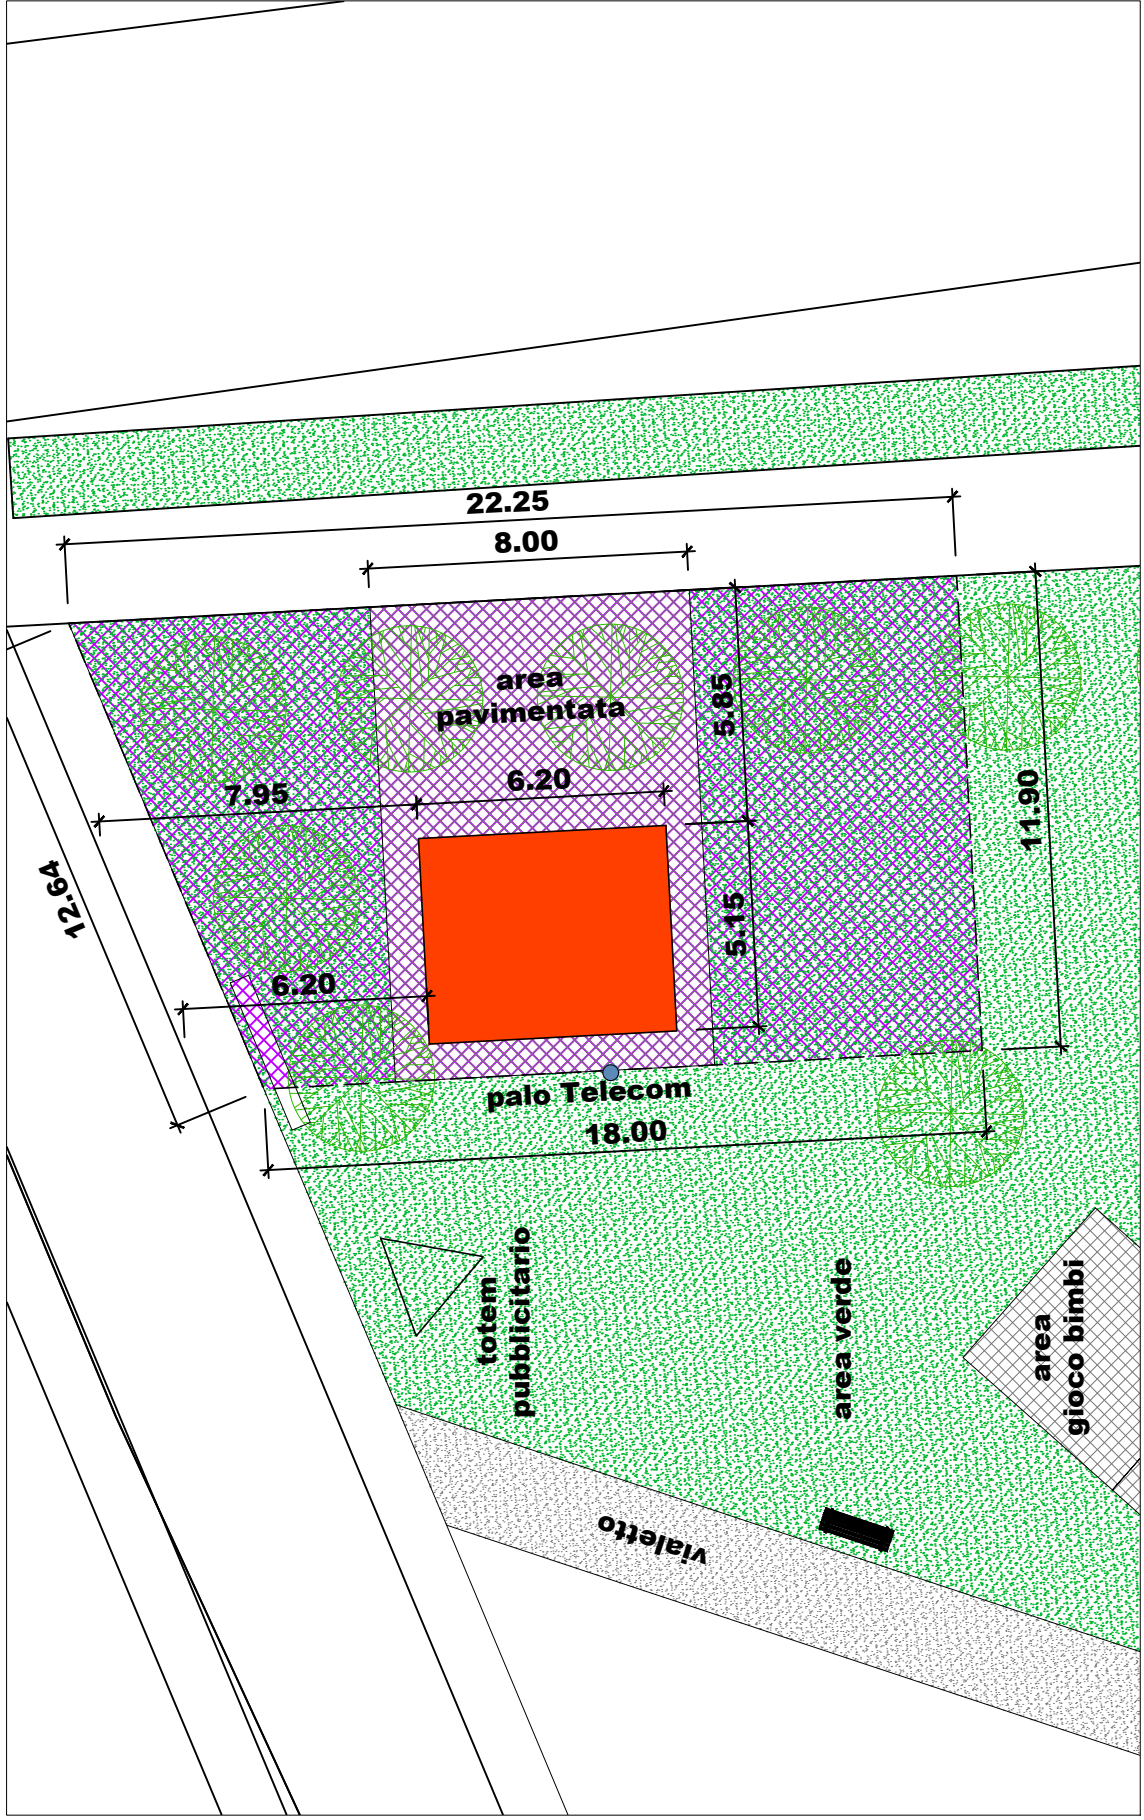 22.25
8.00
area
pavimentata
5.85
6.20
7.95
11.90
12.64
5.15
6.20
palo Telecom
18.00
totem
pubblicitario
area verde
area
gioco bimbi
vialetto